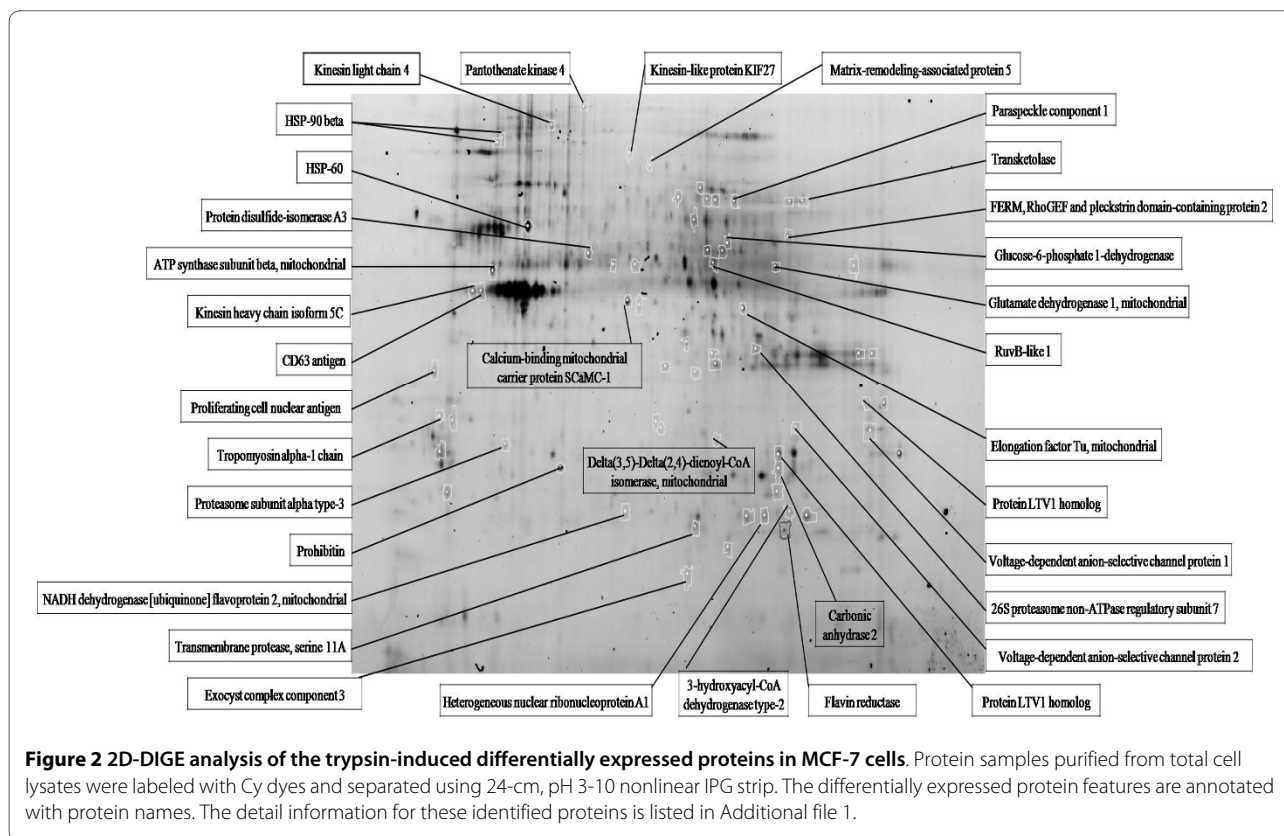 Kinesin light chain 4
Pantothenate kinase 4
Kinesin-like protein KIF27
Matrix-remodeling-associated protein 5
HSP-90 beta
HSP-60
Protein disulfide-isomerase A3
ATP synthase subunit beta, mitochondrial
Kinesin heavy chain isoform 5C
CD63 antigen
Proliferating cell nuclear antigen
Tropomyosin alpha-1 chain
Proteasome subunit alpha type-3
Prohibitin
NADH dehydrogenase [ubiquinone] flavoprotein 2, mitochondrial
Transmembrane protease, serine 11A
Exocyst complex component 3
Calcium-binding mitochondrial
carrier protein SCaMC-1
Delta(3,5)-Delta(2,4)-dienoyl-CoA
isomerase, mitochondrial
Carbonic
anhydrase 2
Heterogeneous nuclear ribonucleoprotein A1
3-hydroxyacyl-CoA
dehydrogenase type-2
Flavin reductase
Paraspeckle component 1
Transketolase
FERM, RhoGEF and pleckstrin domain-containing protein 2
Glucose-6-phosphate 1-dehydrogenase
Glutamate dehydrogenase 1, mitochondrial
RuvB-like 1
Elongation factor Tu, mitochondrial
Protein LTV1 homolog
Voltage-dependent anion-selective channel protein 1
26S proteasome non-ATPase regulatory subunit 7
Voltage-dependent anion-selective channel protein 2
Protein LTV1 homolog
Figure 2 2D-DIGE analysis of the trypsin-induced differentially expressed proteins in MCF-7 cells. Protein samples purified from total cell
lysates were labeled with Cy dyes and separated using 24-cm, pH 3-10 nonlinear IPG strip. The differentially expressed protein features are annotated
with protein names. The detail information for these identified proteins is listed in Additional file 1.